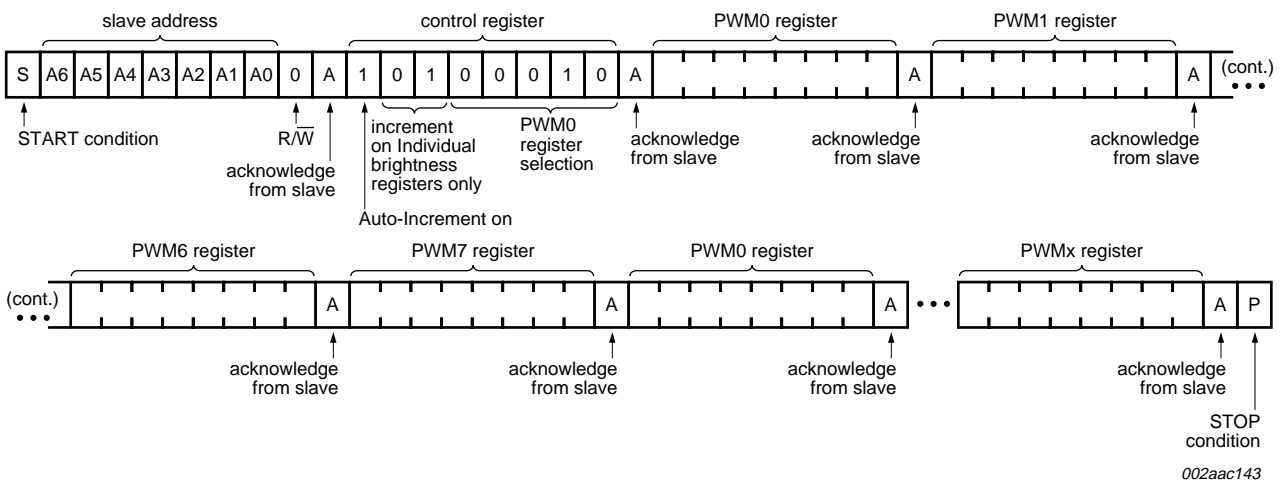 slave address control register PWM0 register PWM1 register
S A6 A5 A4 A3 A2 A1 A0 0 A 1 0 1 0 0 0 1 0 A A A (cont.)
START condition
R/W
acknowledge
from slave
Auto-Increment on
increment
on Individual
brightness
registers only
PWM0
register
selection
acknowledge
from slave
acknowledge
from slave
acknowledge
from slave
PWM6 register PWM7 register PWM0 register PWMx register
(cont.) A A A A P
acknowledge
from slave
acknowledge
from slave
acknowledge
from slave
acknowledge
from slave
STOP
condition
002aac143